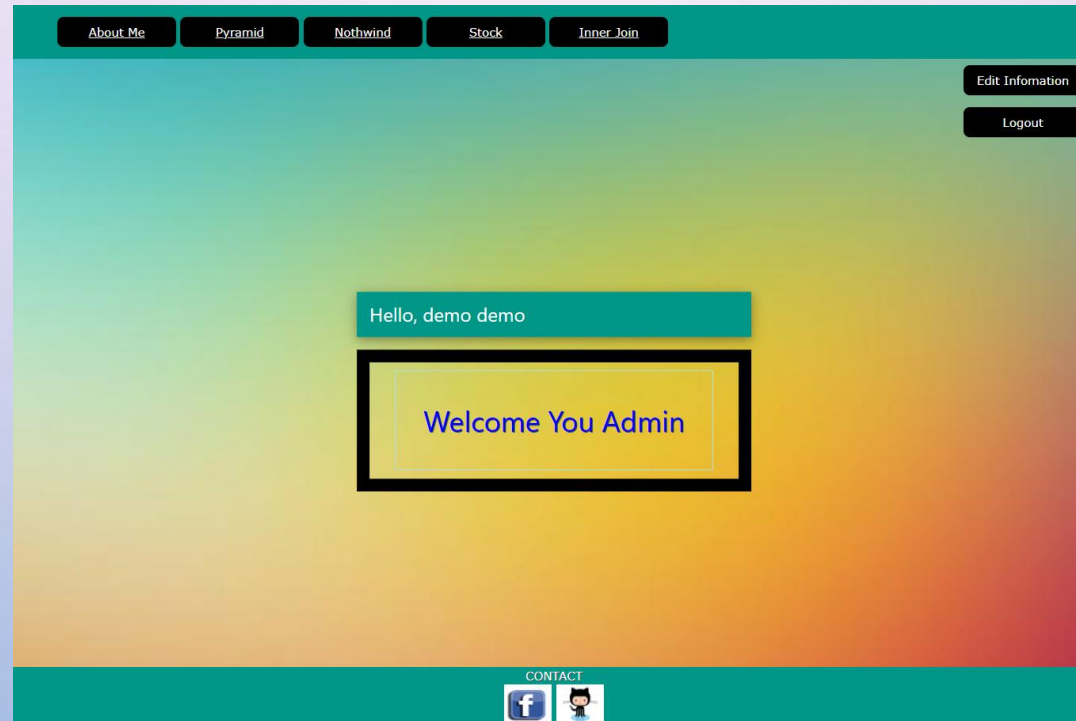 About Me Pyramid Nothwind Stock Inner Join
Edit Infomation
Logout
Hello, demo demo
Welcome You Admin
CONTACT
f